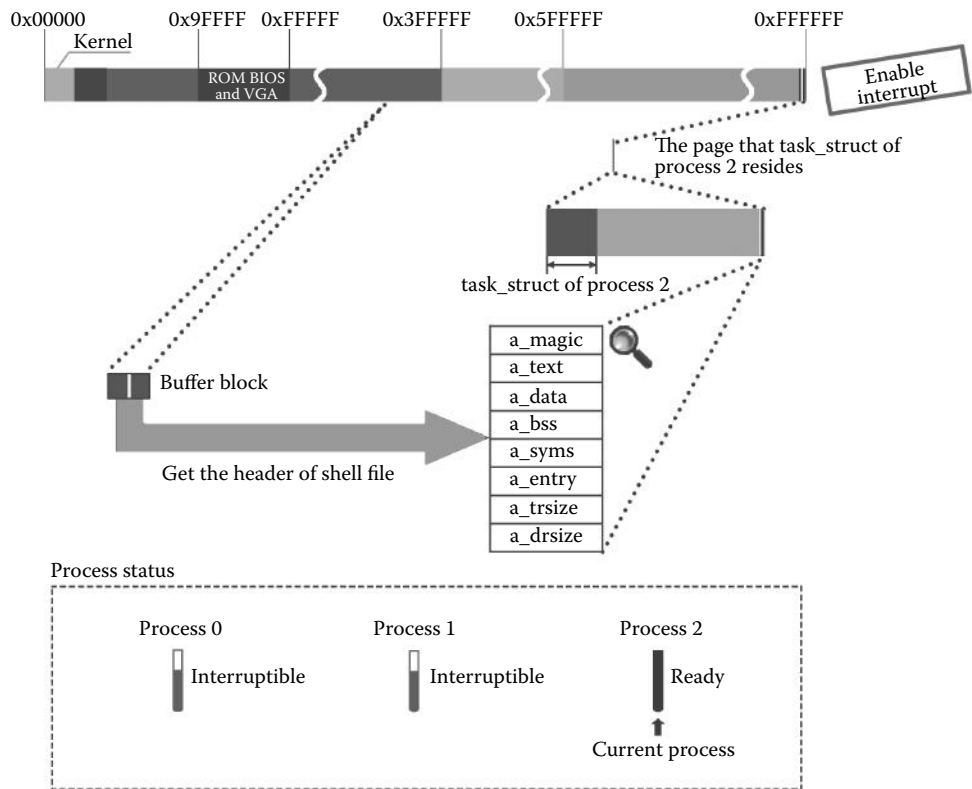 0x00000 0x9FFFF 0xFFFFF 0x3FFFFF 0x5FFFFF 0xFFFFFF
Kernel
ROM BIOS
and VGA
Enable
interrupt
The page that task_struct of
process 2 resides
task_struct of process 2
a_magic
a_text
a_data
a_bss
a_syms
a_entry
a_trsize
a_drsize
Buffer block
Get the header of shell file
Process status
Process 0 Process 1 Process 2
Interruptible Interruptible Ready
Current process